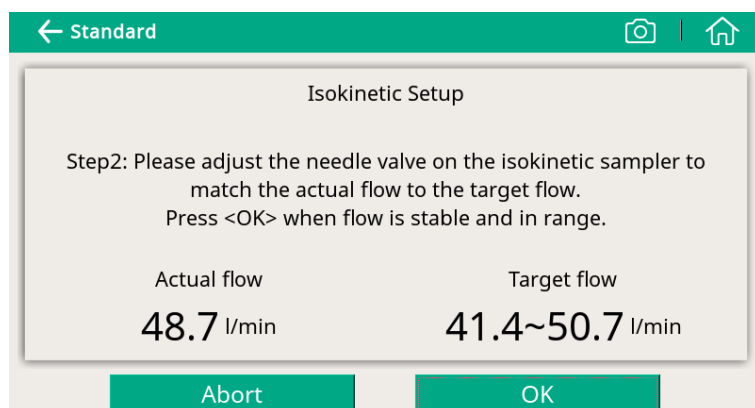 Standard
Isokinetic Setup
Step2: Please adjust the needle valve on the isokinetic sampler to
match the actual flow to the target flow.
Press <OK> when flow is stable and in range.
Actual flow
Target flow
48.7 l/min
41.4~50.7 l/min
Abort
OK